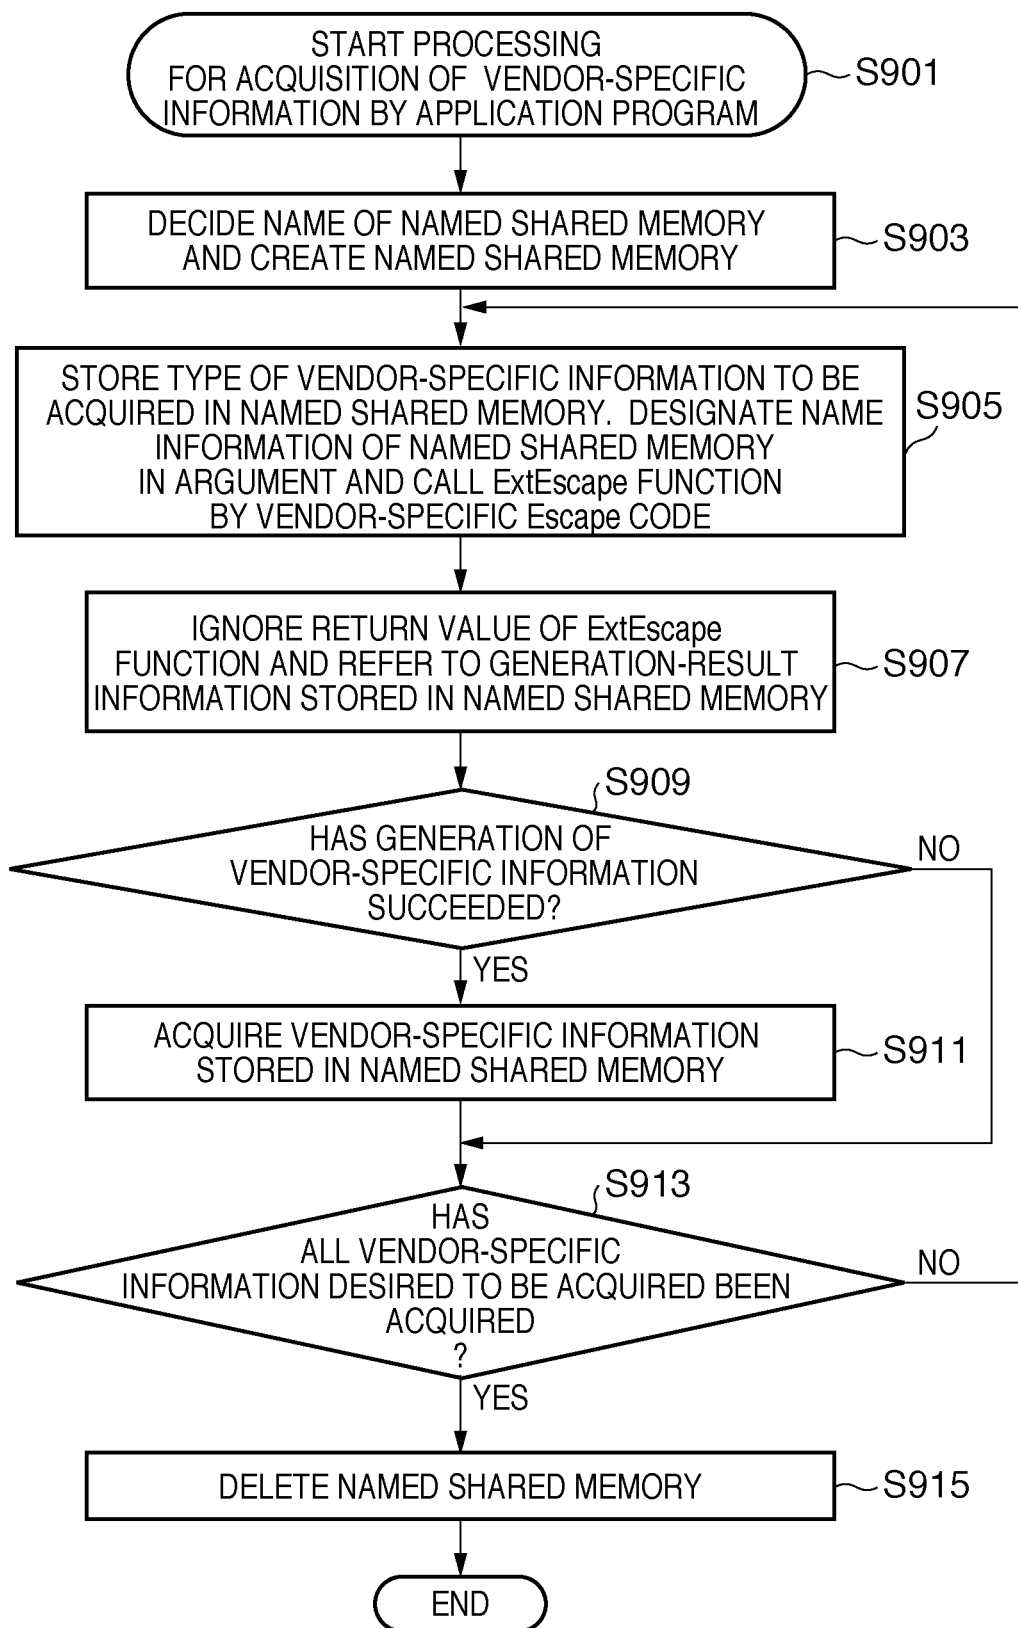 START PROCESSING
FOR ACQUISITION OF VENDOR-SPECIFIC
INFORMATION BY APPLICATION PROGRAM
S901
DECIDE NAME OF NAMED SHARED MEMORY
AND CREATE NAMED SHARED MEMORY
S903
STORE TYPE OF VENDOR-SPECIFIC INFORMATION TO BE
ACQUIRED IN NAMED SHARED MEMORY. DESIGNATE NAME
INFORMATION OF NAMED SHARED MEMORY
IN ARGUMENT AND CALL ExtEscape FUNCTION
BY VENDOR-SPECIFIC Escape CODE
S905
IGNORE RETURN VALUE OF ExtEscape
FUNCTION AND REFER TO GENERATION-RESULT
INFORMATION STORED IN NAMED SHARED MEMORY
S907
S909
HAS GENERATION OF
VENDOR-SPECIFIC INFORMATION
SUCCEEDED?
NO
YES
ACQUIRE VENDOR-SPECIFIC INFORMATION
STORED IN NAMED SHARED MEMORY
S911
S913
HAS
ALL VENDOR-SPECIFIC
INFORMATION DESIRED TO BE ACQUIRED BEEN
ACQUIRED
?
NO
YES
DELETE NAMED SHARED MEMORY
S915
END